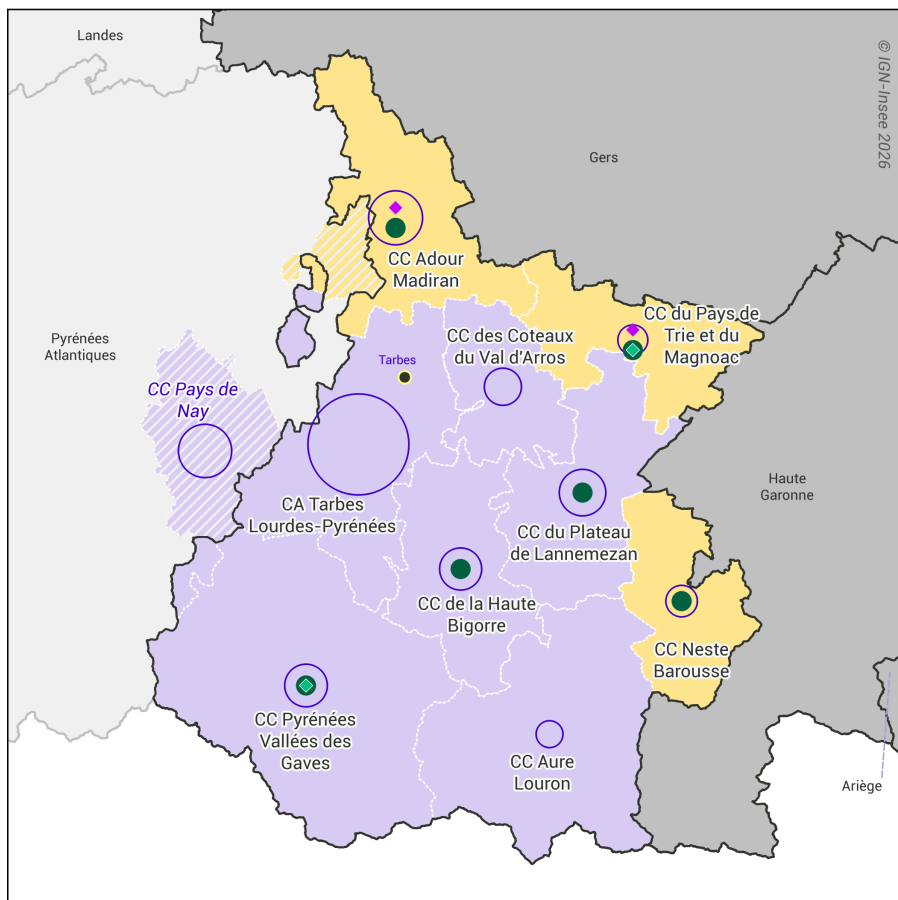 Landes
© IGN-Insee 2026
Gers
CC Adour
Madiran
CC du Pays de
Trie et du
Magnoac
CC des Coteaux
du Val d'Arros
Pyrénées
Atlantiques
Tarbes
CC Pays de
Nay
Haute
Garonne
CA Tarbes
Lourdes-Pyrénées
CC du Plateau
de Lannemezan
CC de la Haute
Bigorre
CC Neste
Barousse
CC Pyrénées
Vallées des
Gaves
CC Aure
Louron
Ariège